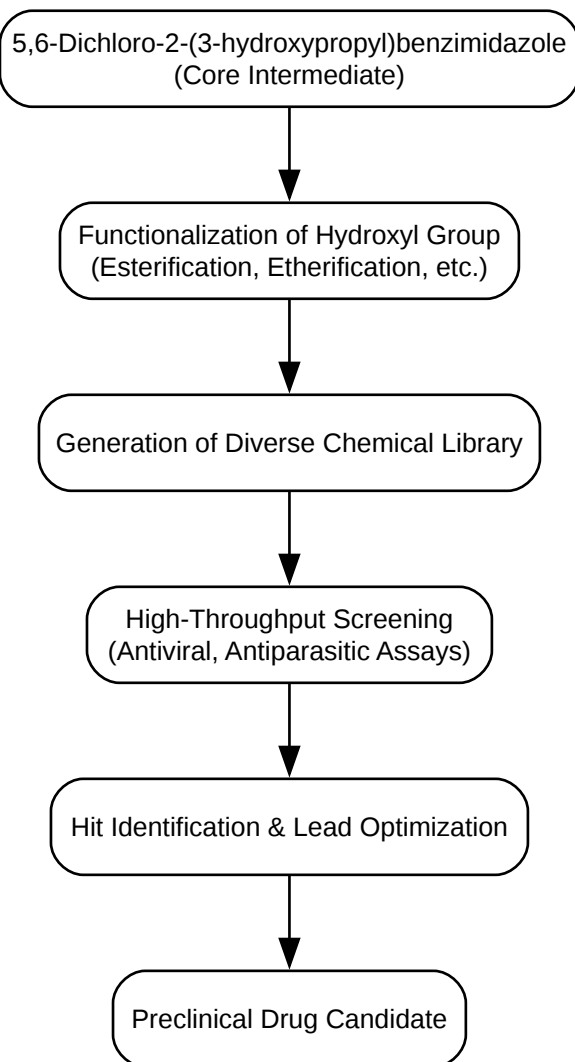 5,6-Dichloro-2-(3-hydroxypropyl)benzimidazole
(Core Intermediate)
Functionalization of Hydroxyl Group
(Esterification, Etherification, etc.)
Generation of Diverse Chemical Library
High-Throughput Screening
(Antiviral, Antiparasitic Assays)
Hit Identification & Lead Optimization
Preclinical Drug Candidate